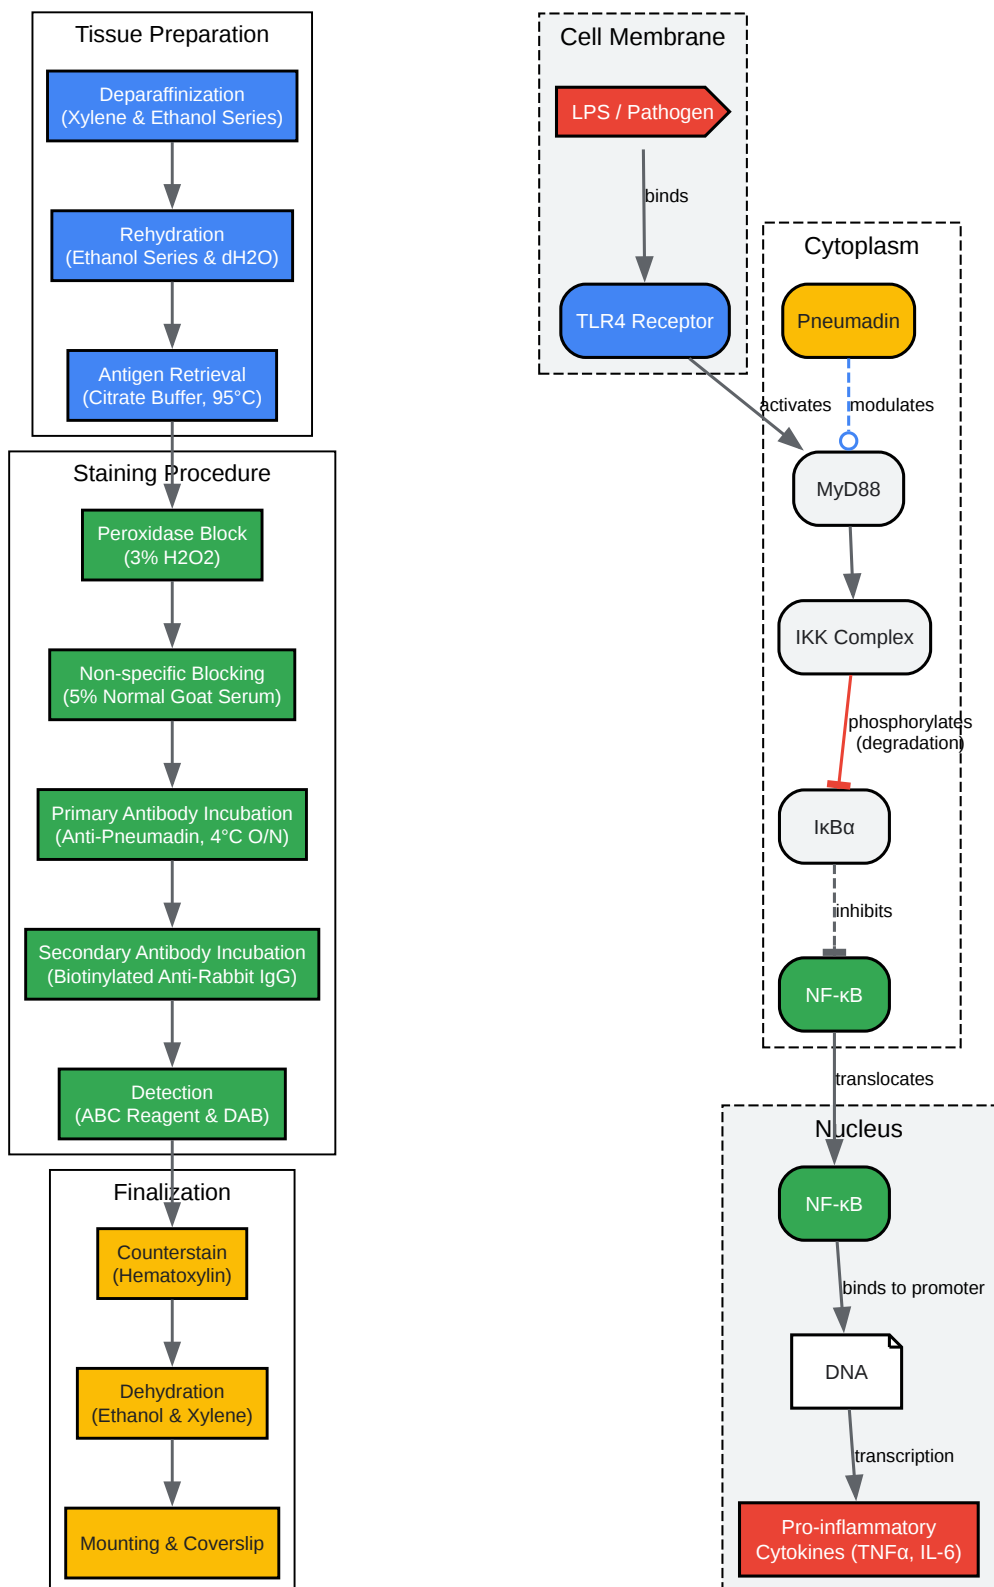 Tissue Preparation
Deparaffinization
(Xylene & Ethanol Series)
Rehydration
(Ethanol Series & dH2O)
Antigen Retrieval
(Citrate Buffer, 95°C)
Staining Procedure
Peroxidase Block
(3% H2O2)
Non-specific Blocking
(5% Normal Goat Serum)
Primary Antibody Incubation
(Anti-Pneumadin, 4°C O/N)
Secondary Antibody Incubation
(Biotinylated Anti-Rabbit IgG)
Detection
(ABC Reagent & DAB)
Finalization
Counterstain
(Hematoxylin)
Dehydration
(Ethanol & Xylene)
Mounting & Coverslip
Cell Membrane
LPS / Pathogen
binds
TLR4 Receptor
Cytoplasm
Pneumadin
activates
modulates
MyD88
IKK Complex
phosphorylates
(degradation)
IκBα
inhibits
NF-κB
translocates
Nucleus
NF-κB
binds to promoter
DNA
transcription
Pro-inflammatory
Cytokines (TNFα, IL-6)